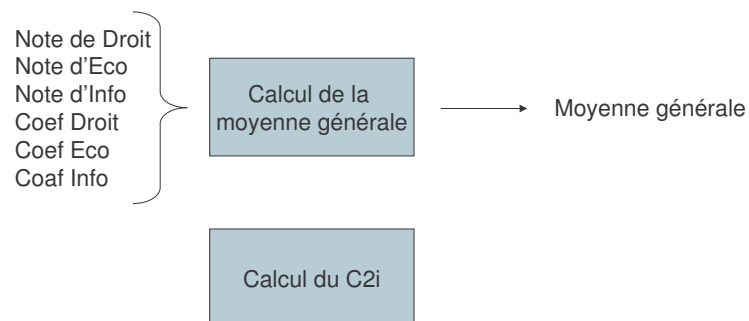 Note de Droit
Note d'Eco
Note d'Info
Coef Droit
Coef Eco
Coaf Info
Calcul de la
moyenne générale
Moyenne générale
Calcul du C2i